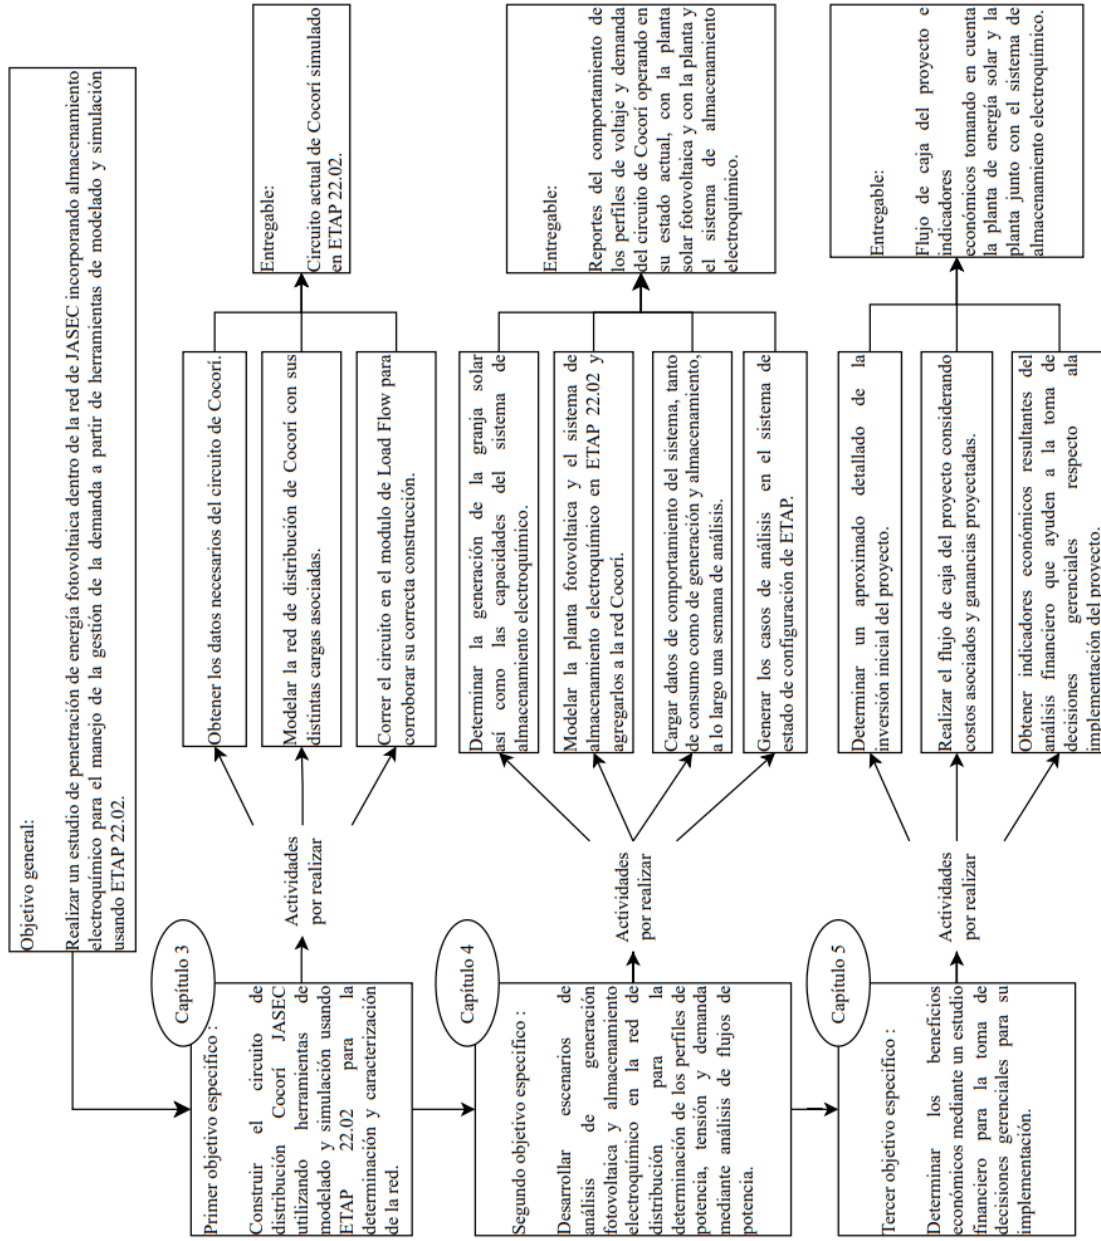 Objetivo general:
Realizar un estudio de penetración de energía fotovoltaica dentro de la red de JASEC incorporando almacenamiento
electroquímico para el manejo de la gestión de la demanda a partir de herramientas de modelado y simulación
usando ETAP 22.02.
Capítulo 3
Primer objetivo específico :
Construir el circuito de
distribución Cocorí JASEC
utilizando herramientas de
modelado y simulación usando
ETAP 22.02 para la
determinación y caracterización
de la red.
Actividades
por realizar
Obtener los datos necesarios del circuito de Cocorí.
Modelar la red de distribución de Cocorí con sus
distintas cargas asociadas.
Correr el circuito en el modulo de Load Flow para
corroborar su correcta construcción.
Entregable:
Circuito actual de Cocorí simulado
en ETAP 22.02.
Capítulo 4
Segundo objetivo especifico :
Desarrollar escenarios de
análisis de generación
fotovoltaica y almacenamiento
electroquímico en la red de
distribución para la
determinación de los perfiles de
potencia, tensión y demanda
mediante análisis de flujos de
potencia.
Actividades
por realizar
Determinar la generación de la granja solar
así como las capacidades del sistema de
almacenamiento electroquímico.
Modelar la planta fotovoltaica y el sistema de
almacenamiento electroquímico en ETAP 22.02 y
agregarlos a la red Cocorí.
Cargar datos de comportamiento del sistema, tanto
de consumo como de generación y almacenamiento,
a lo largo una semana de análisis.
Generar los casos de análisis en el sistema de
estado de configuración de ETAP.
Entregable:
Reportes del comportamiento de
los perfiles de voltaje y demanda
del circuito de Cocorí operando en
su estado actual, con la planta
solar fotovoltaica y con la planta y
el sistema de almacenamiento
electroquímico.
Capítulo 5
Tercer objetivo especifico :
Determinar los beneficios
económicos mediante un estudio
financiero para la toma de
decisiones gerenciales para su
implementación.
Actividades
por realizar
Determinar un aproximado detallado de la
inversión inicial del proyecto.
Realizar el flujo de caja del proyecto considerando
costos asociados y ganancias proyectadas.
Obtener indicadores económicos resultantes del
análisis financiero que ayuden a la toma de
decisiones gerenciales respecto ala
implementación del proyecto.
Entregable:
Flujo de caja del proyecto e
indicadores
económicos tomando en cuenta
la planta de energía solar y la
planta junto con el sistema de
almacenamiento electroquímico.